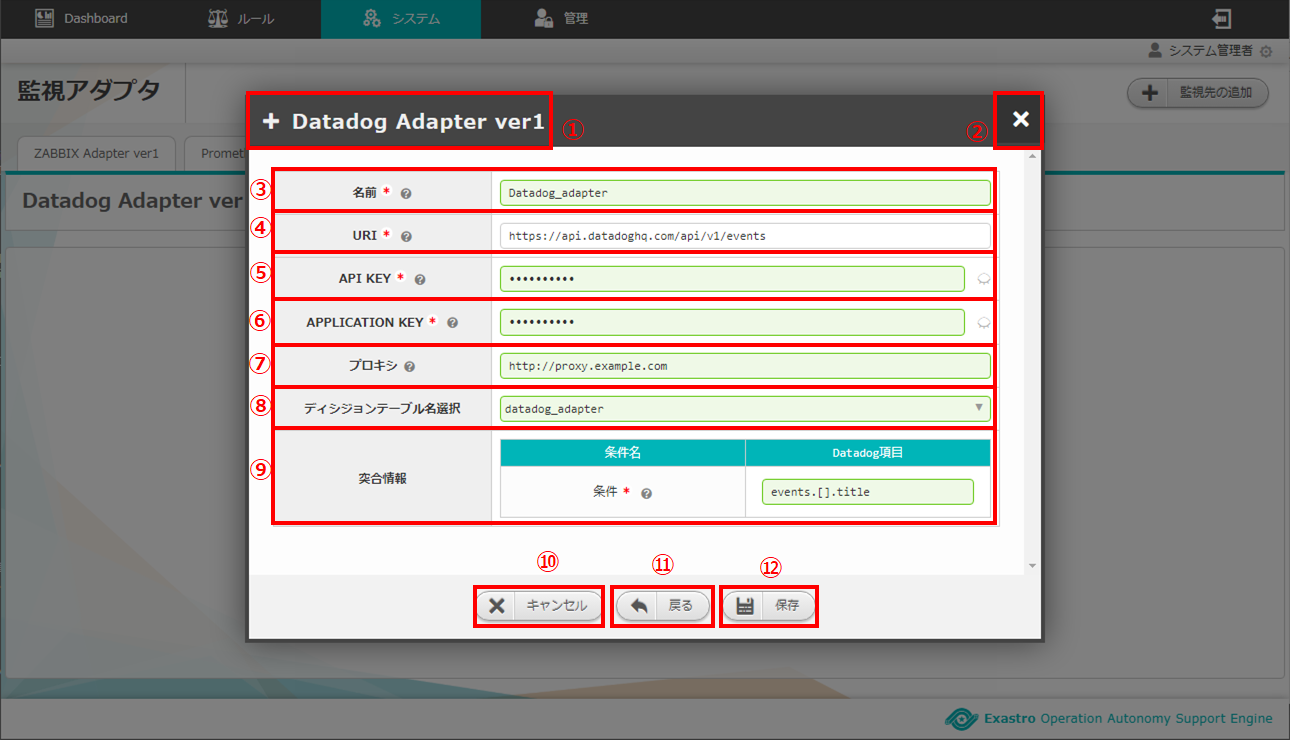 Dashboard ルール システム 管理
システム管理者
監視アダプタ
監視先の追加
ZABBIX Adapter ver1
Datadog Adapter ver
Datadog Adapter ver1 ① ②
③ 名前 * Datadog_adapter
④ URI * https://api.datadoghq.com/api/v1/events
⑤ API KEY * ••••••••••
⑥ APPLICATION KEY * ••••••••••
⑦ プロキシ http://proxy.example.com
⑧ ディシジョンテーブル名選択 datadog_adapter
⑨ 突合情報
条件名 Datadog項目
条件 * events.[].title
⑩ ⑪ ⑫
キャンセル 戻る 保存
Exastro Operation Autonomy Support Engine